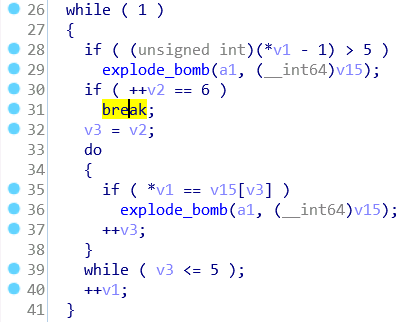 26 while ( 1 )
27 {
28 if ( (unsigned int)(*v1 - 1) > 5 )
29 explode_bomb(a1, (__int64)v15);
30 if ( ++v2 == 6 )
31 break;
32 v3 = v2;
33 do
34 {
35 if ( *v1 == v15[v3] )
36 explode_bomb(a1, (__int64)v15);
37 ++v3;
38 }
39 while ( v3 <= 5 );
40 ++v1;
41 }